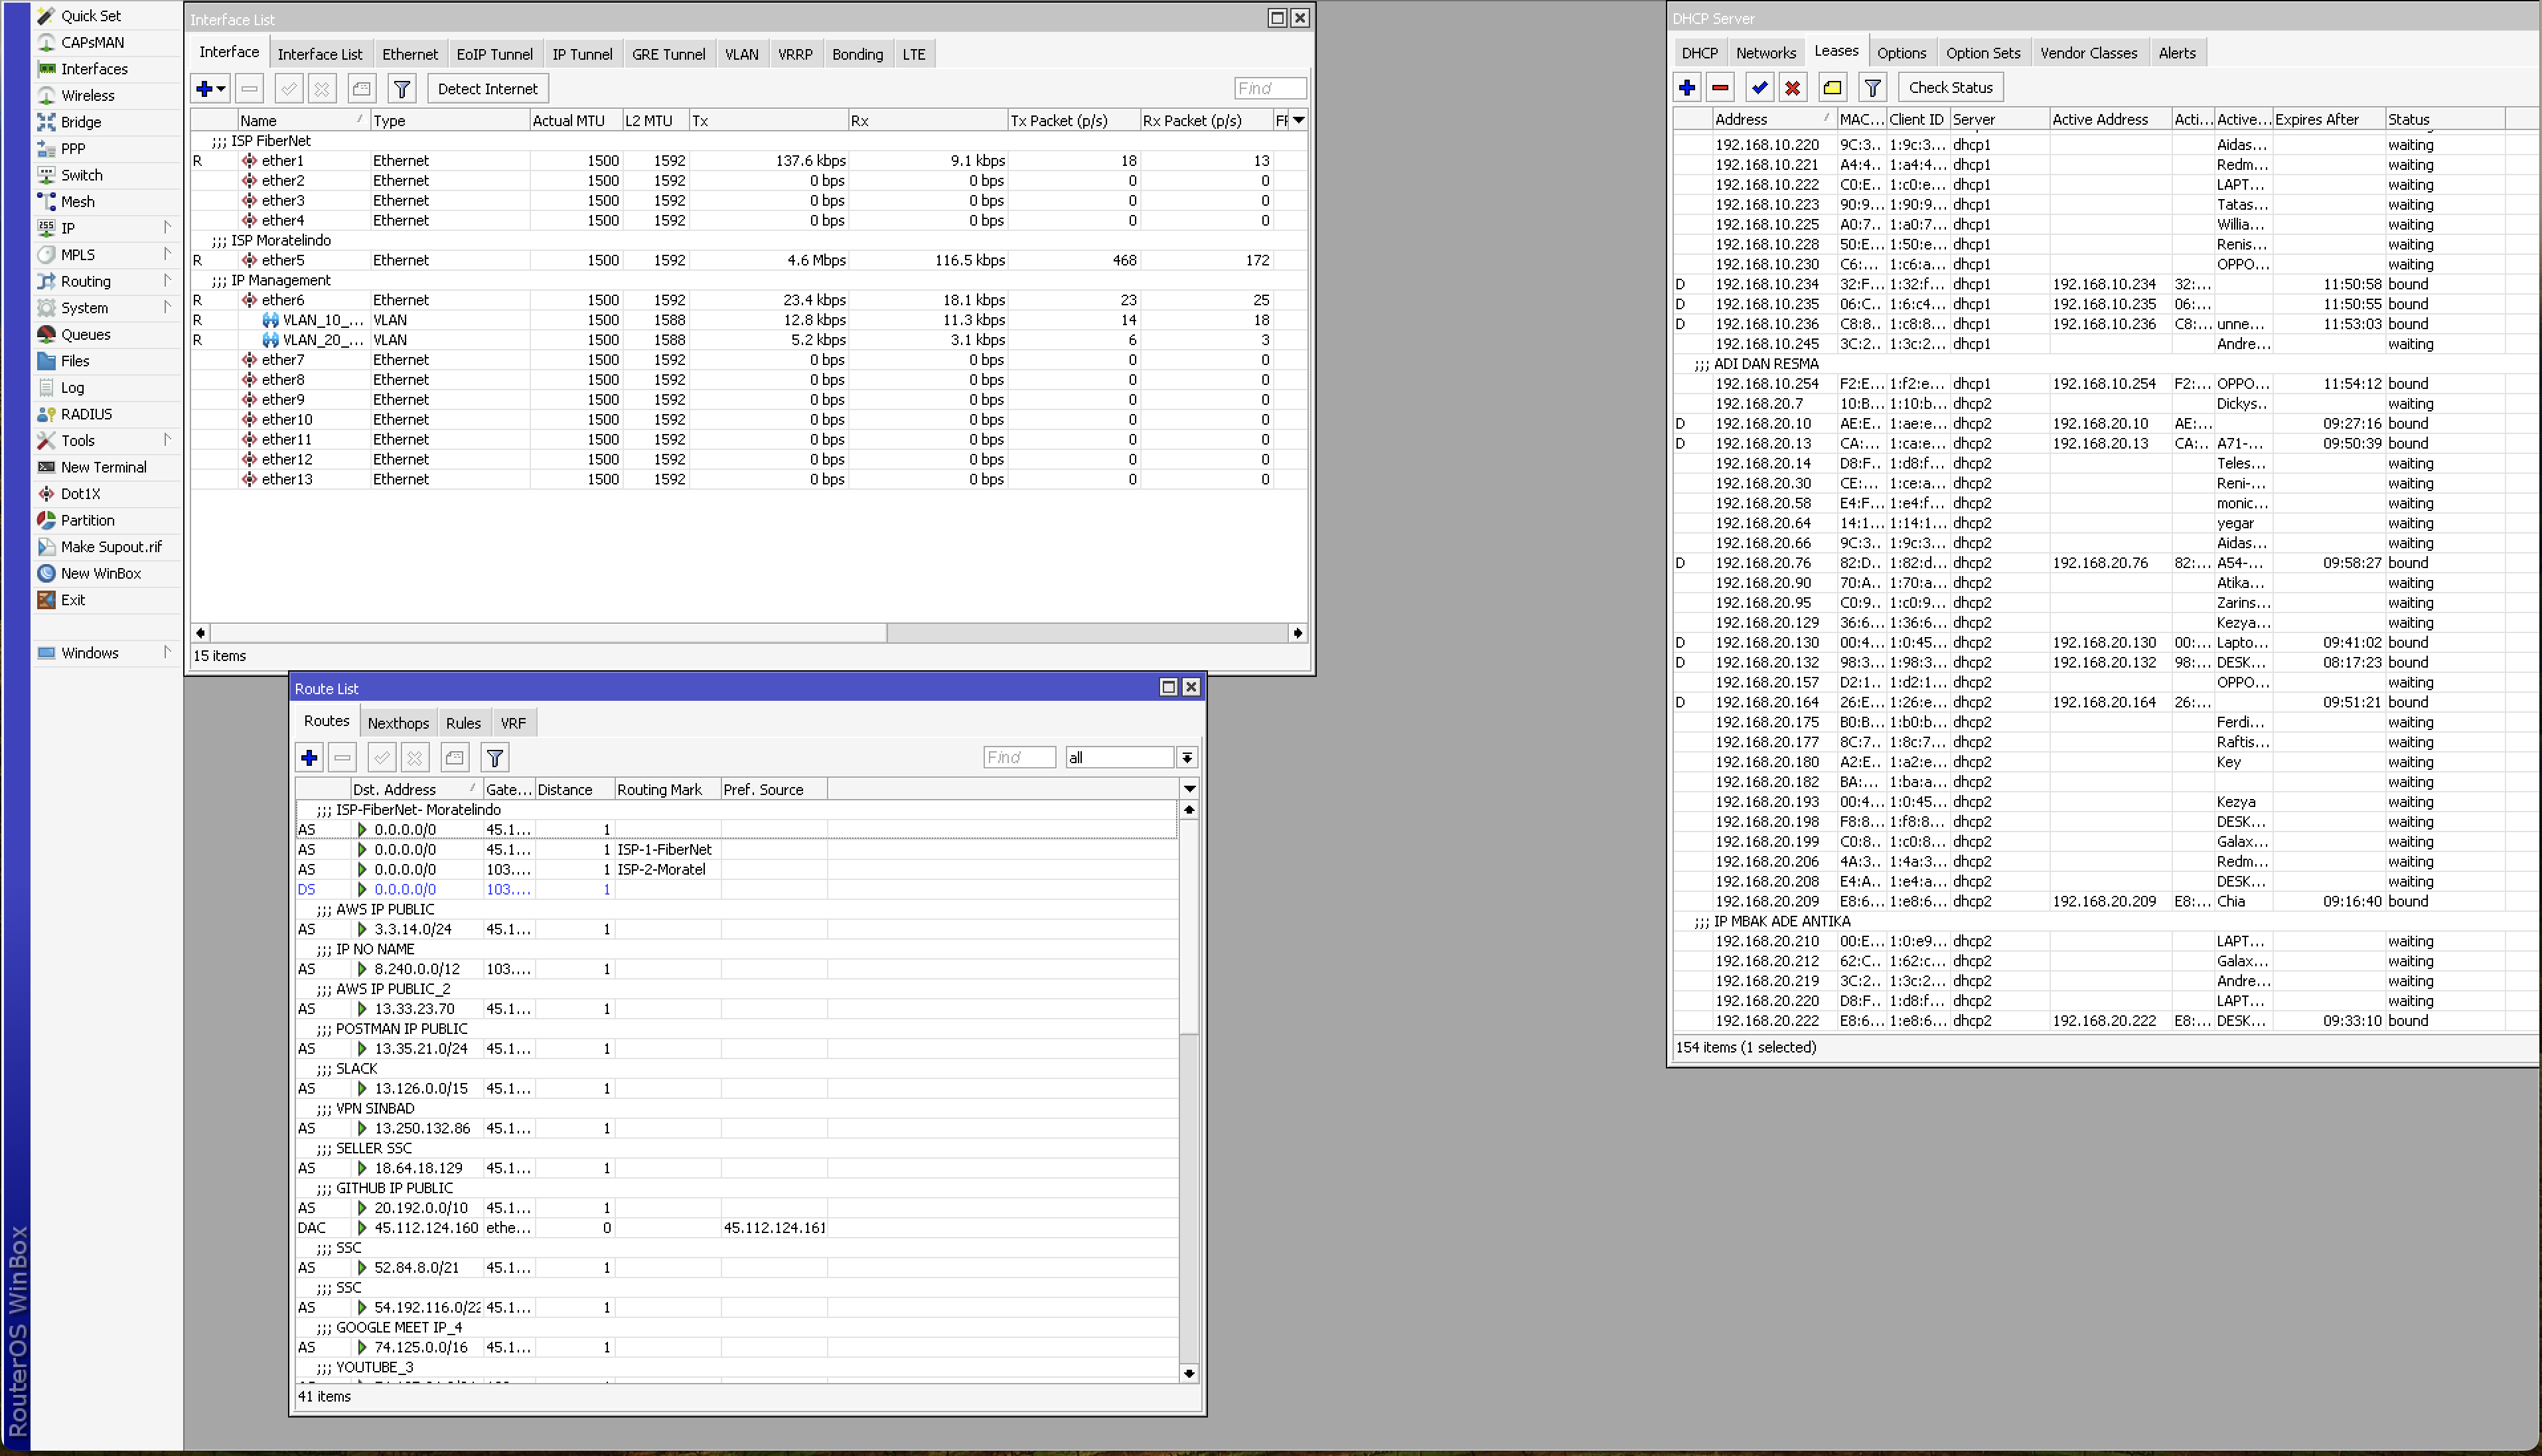 RouterOS WinBox
Quick Set
CAPsMAN
Interfaces
Wireless
Bridge
PPP
Switch
Mesh
IP
MPLS
Routing
System
Queues
Files
Log
RADIUS
Tools
New Terminal
Dot1X
Partition
Make Supout.rif
New WinBox
Exit
Windows
Interface List
Interface Interface List Ethernet EoIP Tunnel IP Tunnel GRE Tunnel VLAN VRRP Bonding LTE
Detect Internet Find
Name Type Actual MTU L2 MTU Tx Rx Tx Packet (p/s) Rx Packet (p/s)
;;; ISP FiberNet
R ether1 Ethernet 1500 1592 137.6 kbps 9.1 kbps 18 13
ether2 Ethernet 1500 1592 0 bps 0 bps 0 0
ether3 Ethernet 1500 1592 0 bps 0 bps 0 0
ether4 Ethernet 1500 1592 0 bps 0 bps 0 0
;;; ISP Moratelindo
R ether5 Ethernet 1500 1592 4.6 Mbps 116.5 kbps 468 172
;;; IP Management
R ether6 Ethernet 1500 1592 23.4 kbps 18.1 kbps 23 25
R VLAN_10_... VLAN 1500 1588 12.8 kbps 11.3 kbps 14 18
R VLAN_20_... VLAN 1500 1588 5.2 kbps 3.1 kbps 6 3
ether7 Ethernet 1500 1592 0 bps 0 bps 0 0
ether8 Ethernet 1500 1592 0 bps 0 bps 0 0
ether9 Ethernet 1500 1592 0 bps 0 bps 0 0
ether10 Ethernet 1500 1592 0 bps 0 bps 0 0
ether11 Ethernet 1500 1592 0 bps 0 bps 0 0
ether12 Ethernet 1500 1592 0 bps 0 bps 0 0
ether13 Ethernet 1500 1592 0 bps 0 bps 0 0
15 items
Route List
Routes Nexthops Rules VRF
Find all
Dst. Address Gate... Distance Routing Mark Pref. Source
;;; ISP-FiberNet- Moratelindo
AS 0.0.0.0/0 45.1... 1
AS 0.0.0.0/0 45.1... 1 ISP-1-FiberNet
AS 0.0.0.0/0 103.... 1 ISP-2-Moratel
DS 0.0.0.0/0 103.... 1
;;; AWS IP PUBLIC
AS 3.3.14.0/24 45.1... 1
;;; IP NO NAME
AS 8.240.0.0/12 103.... 1
;;; AWS IP PUBLIC_2
AS 13.33.23.70 45.1... 1
;;; POSTMAN IP PUBLIC
AS 13.35.21.0/24 45.1... 1
;;; SLACK
AS 13.126.0.0/15 45.1... 1
;;; VPN SINBAD
AS 13.250.132.86 45.1... 1
;;; SELLER SSC
AS 18.64.18.129 45.1... 1
;;; GITHUB IP PUBLIC
AS 20.192.0.0/10 45.1... 1
DAC 45.112.124.160 ethe... 0 45.112.124.161
;;; SSC
AS 52.84.8.0/21 45.1... 1
;;; SSC
AS 54.192.116.0/22 45.1... 1
;;; GOOGLE MEET IP_4
AS 74.125.0.0/16 45.1... 1
;;; YOUTUBE_3
41 items
DHCP Server
DHCP Networks Leases Options Option Sets Vendor Classes Alerts
Check Status
Address MAC... Client ID Server Active Address Acti... Active... Expires After Status
192.168.10.220 9C:3... 1:9c:3... dhcp1 Aidas... waiting
192.168.10.221 A4:4... 1:a4:4... dhcp1 Redm... waiting
192.168.10.222 C0:E... 1:c0:e... dhcp1 LAPT... waiting
192.168.10.223 90:9... 1:90:9... dhcp1 Tatas... waiting
192.168.10.225 A0:7... 1:a0:7... dhcp1 Willia... waiting
192.168.10.228 50:E... 1:50:e... dhcp1 Renis... waiting
192.168.10.230 C6:... 1:c6:a... dhcp1 OPPO... waiting
D 192.168.10.234 32:F... 1:32:f... dhcp1 192.168.10.234 32:... 11:50:58 bound
D 192.168.10.235 06:C... 1:6:c4... dhcp1 192.168.10.235 06:... 11:50:55 bound
D 192.168.10.236 C8:8... 1:c8:8... dhcp1 192.168.10.236 C8:... unne... 11:53:03 bound
192.168.10.245 3C:2... 1:3c:2... dhcp1 Andre... waiting
;;; ADI DAN RESMA
192.168.10.254 F2:E... 1:f2:e... dhcp1 192.168.10.254 F2:... OPPO... 11:54:12 bound
192.168.20.7 10:B... 1:10:b... dhcp2 Dickys... waiting
D 192.168.20.10 AE:E... 1:ae:e... dhcp2 192.168.20.10 AE:... 09:27:16 bound
D 192.168.20.13 CA:... 1:ca:e... dhcp2 192.168.20.13 CA:... A71-... 09:50:39 bound
192.168.20.14 D8:F... 1:d8:f... dhcp2 Teles... waiting
192.168.20.30 CE:... 1:ce:a... dhcp2 Reni-... waiting
192.168.20.58 E4:F... 1:e4:f... dhcp2 monic... waiting
192.168.20.64 14:1... 1:14:1... dhcp2 yegar waiting
192.168.20.66 9C:3... 1:9c:3... dhcp2 Aidas... waiting
D 192.168.20.76 82:D... 1:82:d... dhcp2 192.168.20.76 82:... A54-... 09:58:27 bound
192.168.20.90 70:A... 1:70:a... dhcp2 Atika... waiting
192.168.20.95 C0:9... 1:c0:9... dhcp2 Zarins... waiting
192.168.20.129 36:6... 1:36:6... dhcp2 Kezya... waiting
D 192.168.20.130 00:4... 1:0:45... dhcp2 192.168.20.130 00:... Lapto... 09:41:02 bound
D 192.168.20.132 98:3... 1:98:3... dhcp2 192.168.20.132 98:... DESK... 08:17:23 bound
192.168.20.157 D2:1... 1:d2:1... dhcp2 OPPO... waiting
D 192.168.20.164 26:E... 1:26:e... dhcp2 192.168.20.164 26:... 09:51:21 bound
192.168.20.175 B0:B... 1:b0:b... dhcp2 Ferdi... waiting
192.168.20.177 8C:7... 1:8c:7... dhcp2 Raftis... waiting
192.168.20.180 A2:E... 1:a2:e... dhcp2 Key waiting
192.168.20.182 BA:... 1:ba:a... dhcp2 waiting
192.168.20.193 00:4... 1:0:45... dhcp2 Kezya waiting
192.168.20.198 F8:8... 1:f8:8... dhcp2 DESK... waiting
192.168.20.199 C0:8... 1:c0:8... dhcp2 Galax... waiting
192.168.20.206 4A:3... 1:4a:3... dhcp2 Redm... waiting
192.168.20.208 E4:A... 1:e4:a... dhcp2 DESK... waiting
192.168.20.209 E8:6... 1:e8:6... dhcp2 192.168.20.209 E8:... Chia 09:16:40 bound
;;; IP MBAK ADE ANTIKA
192.168.20.210 00:E... 1:0:e9... dhcp2 LAPT... waiting
192.168.20.212 62:C... 1:62:c... dhcp2 Galax... waiting
192.168.20.219 3C:2... 1:3c:2... dhcp2 Andre... waiting
192.168.20.220 D8:F... 1:d8:f... dhcp2 LAPT... waiting
192.168.20.222 E8:6... 1:e8:6... dhcp2 192.168.20.222 E8:... DESK... 09:33:10 bound
154 items (1 selected)